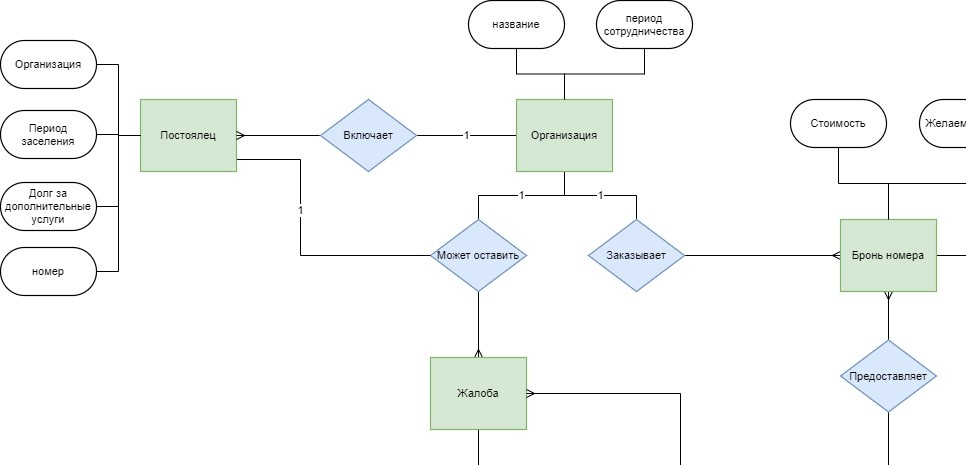 название
период
сотрудничества
Организация
Период
заселения
Долг за
дополнительные
услуги
номер
Постоялец
Включает
1
Организация
Стоимость
Желаем
1
1
1
Может оставить
Заказывает
Бронь номера
Предоставляет
Жалоба